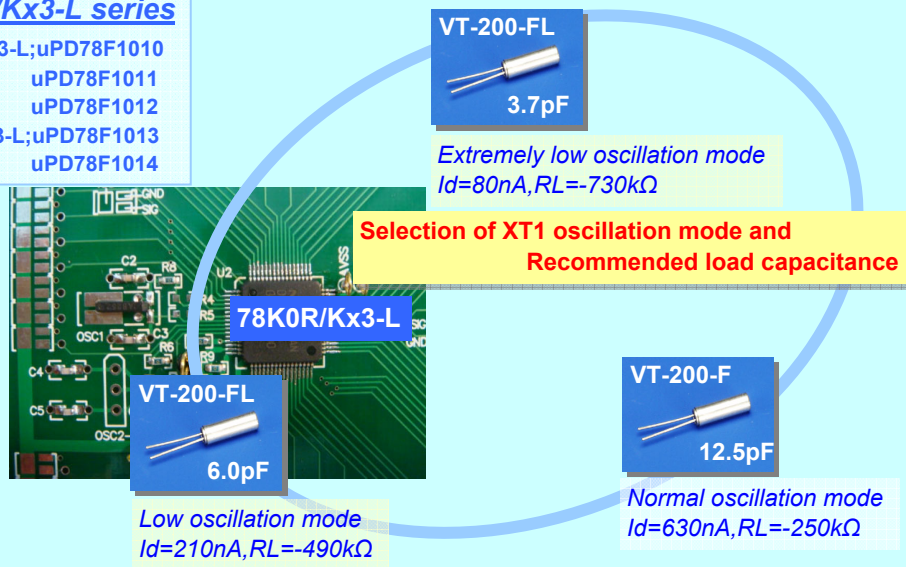 /Kx3-L series
3-L;uPD78F1010
uPD78F1011
uPD78F1012
3-L;uPD78F1013
uPD78F1014
VT-200-FL
3.7pF
Extremely low oscillation mode
Id=80nA,RL=-730kΩ
Selection of XT1 oscillation mode and
Recommended load capacitance
GND
SIG
C2
R8
U2
AVSS
R4
R5
78K0R/Kx3-L
SIG
GND
OSC1
C3
R6
R9
C4
C5
OSC2-
VT-200-FL
6.0pF
Low oscillation mode
Id=210nA,RL=-490kΩ
VT-200-F
12.5pF
Normal oscillation mode
Id=630nA,RL=-250kΩ